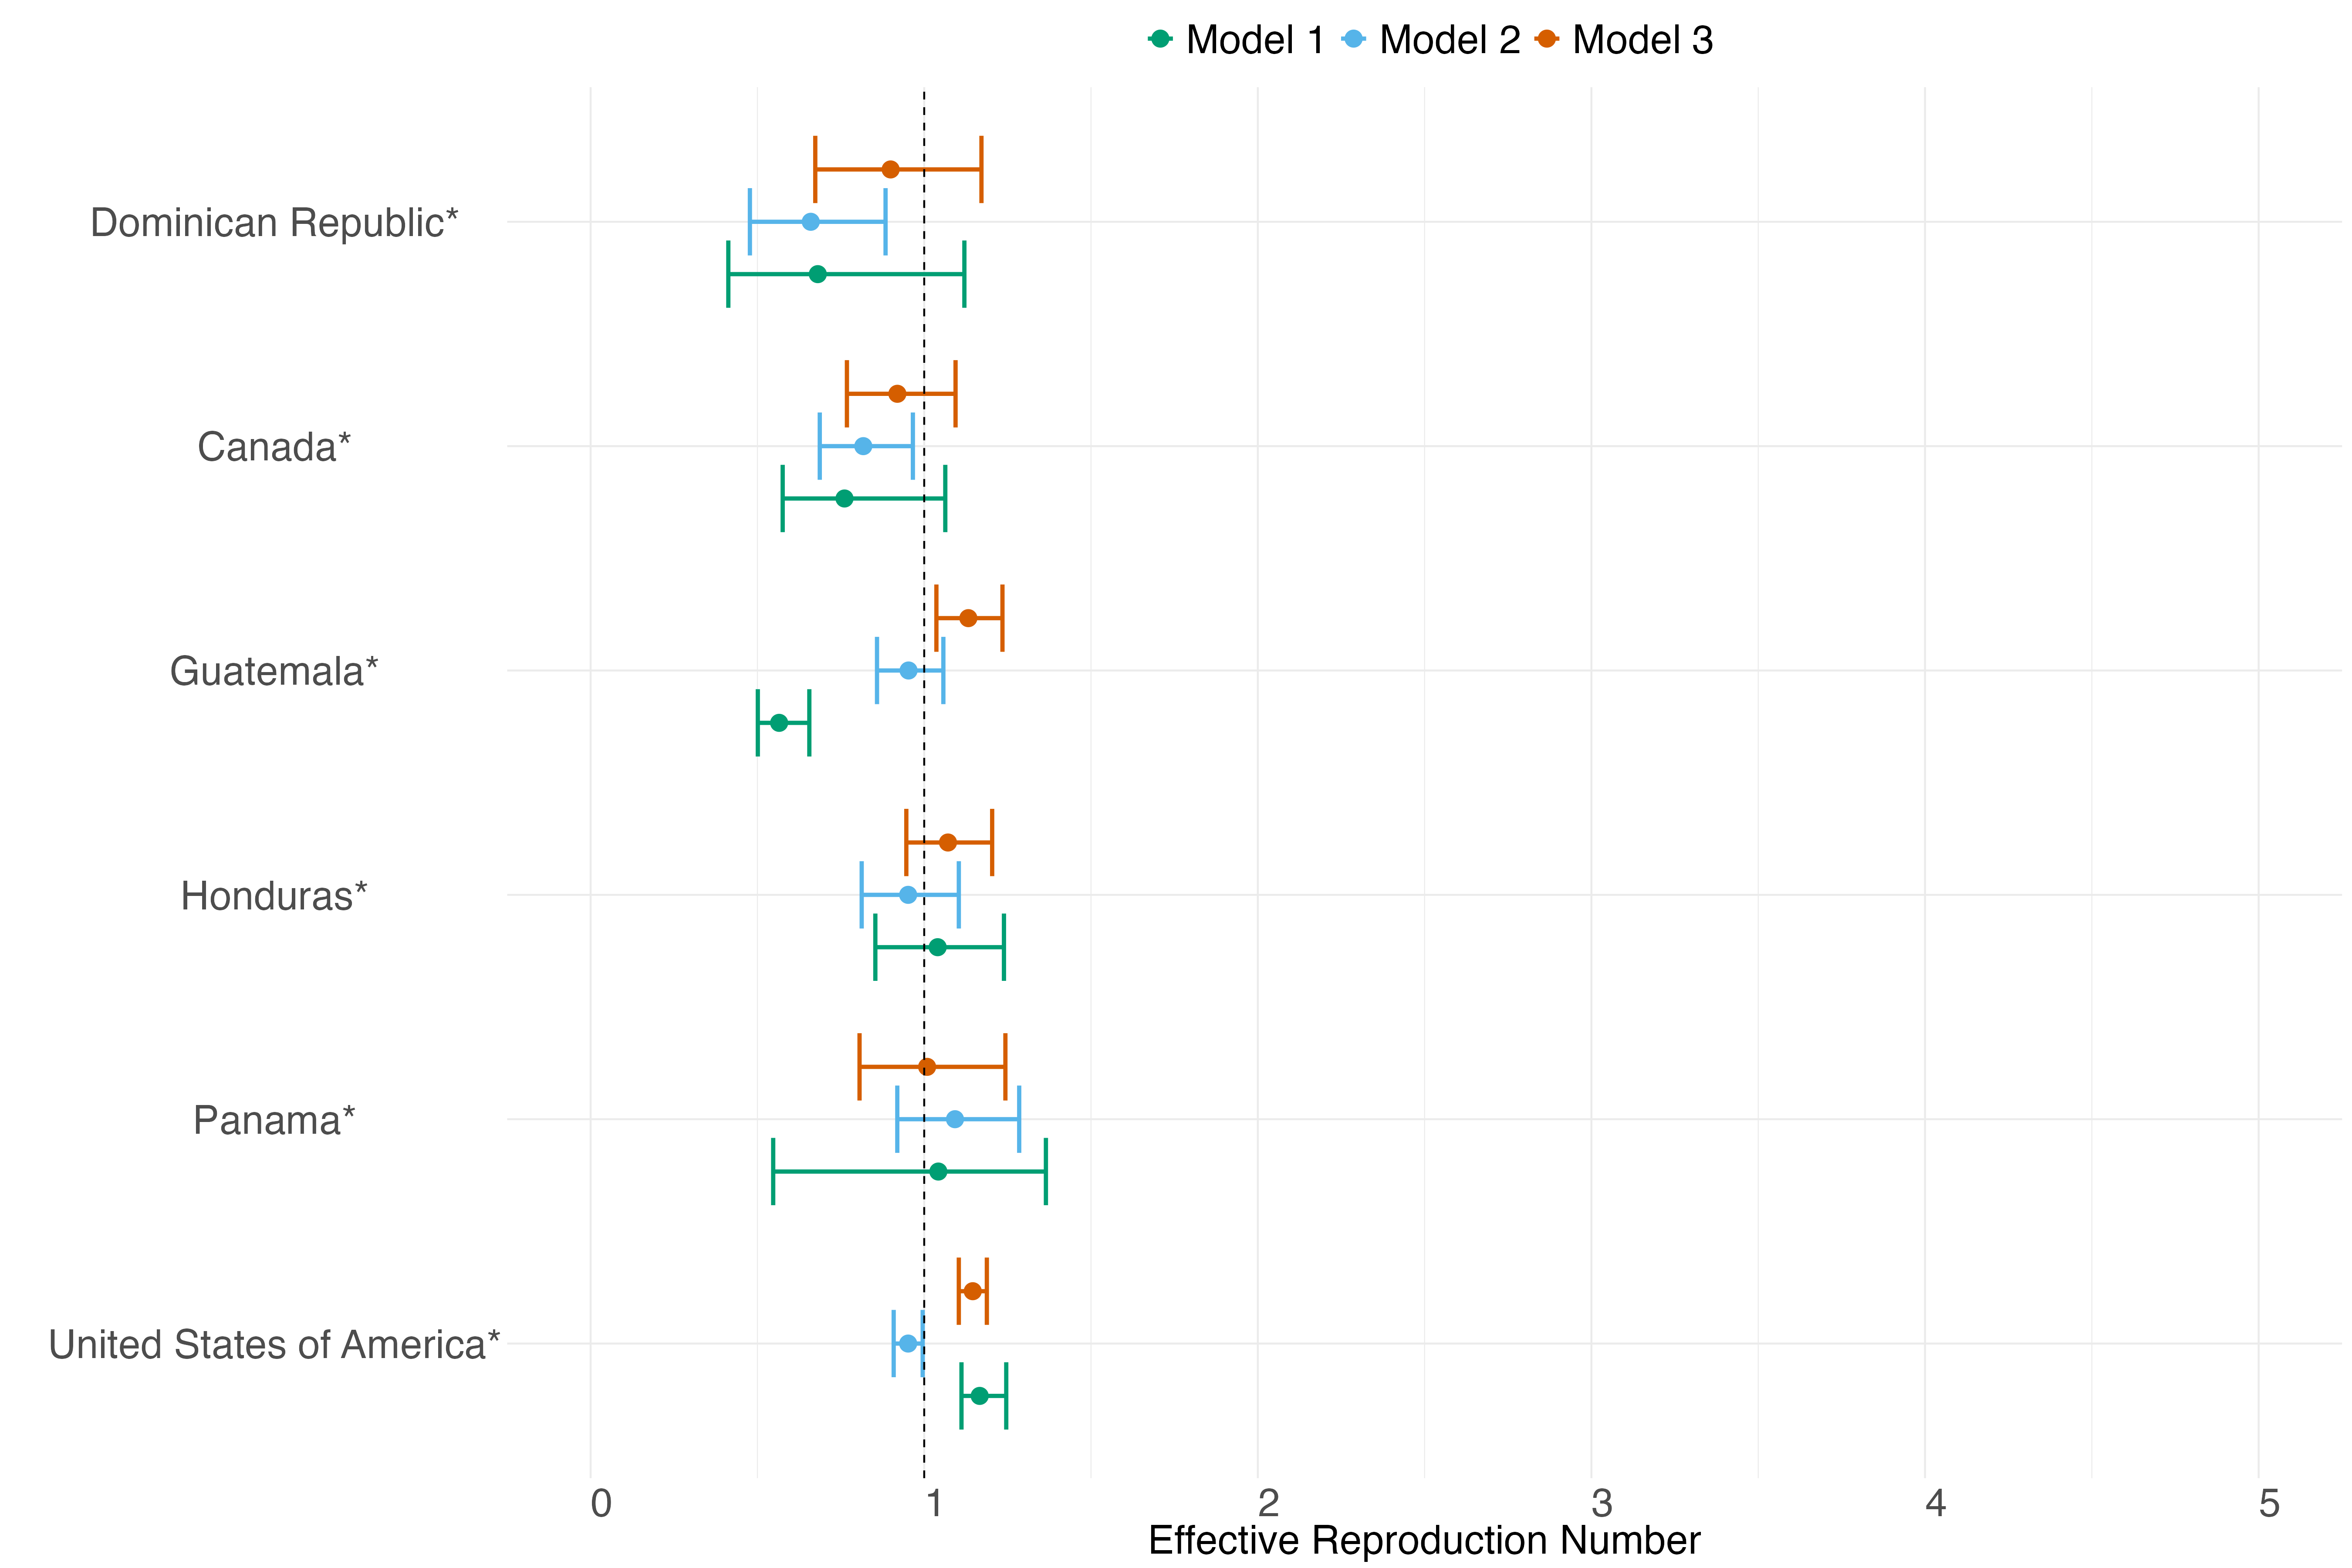 Model 1 Model 2 Model 3
Dominican Republic*
Canada*
Guatemala*
Honduras*
Panama*
United States of America*
0 1 2 3 4 5
Effective Reproduction Number